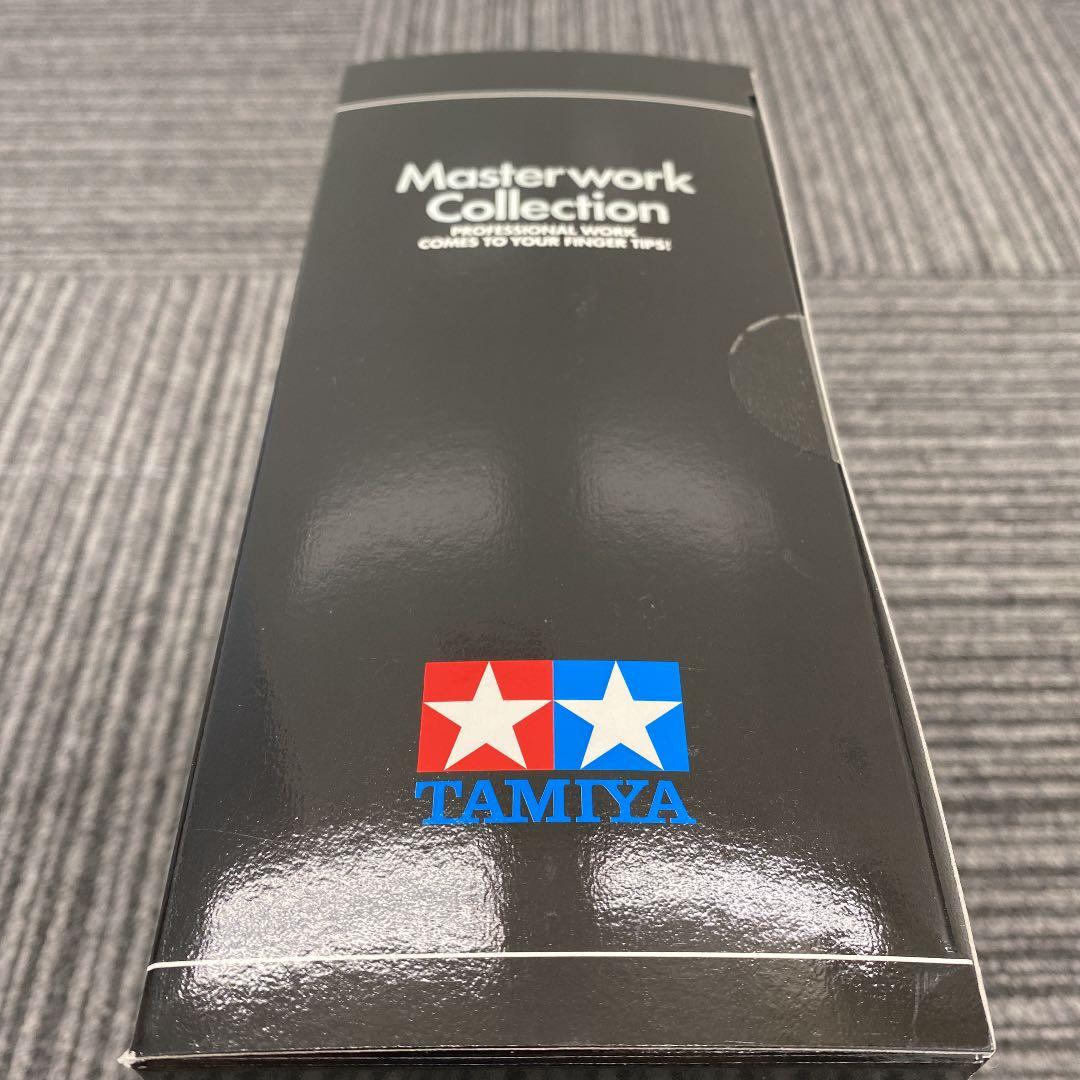 Masterwork
Collection
PROFESSIONAL WORK
COMES TO YOUR FINGER TIPS!
TAMIYA